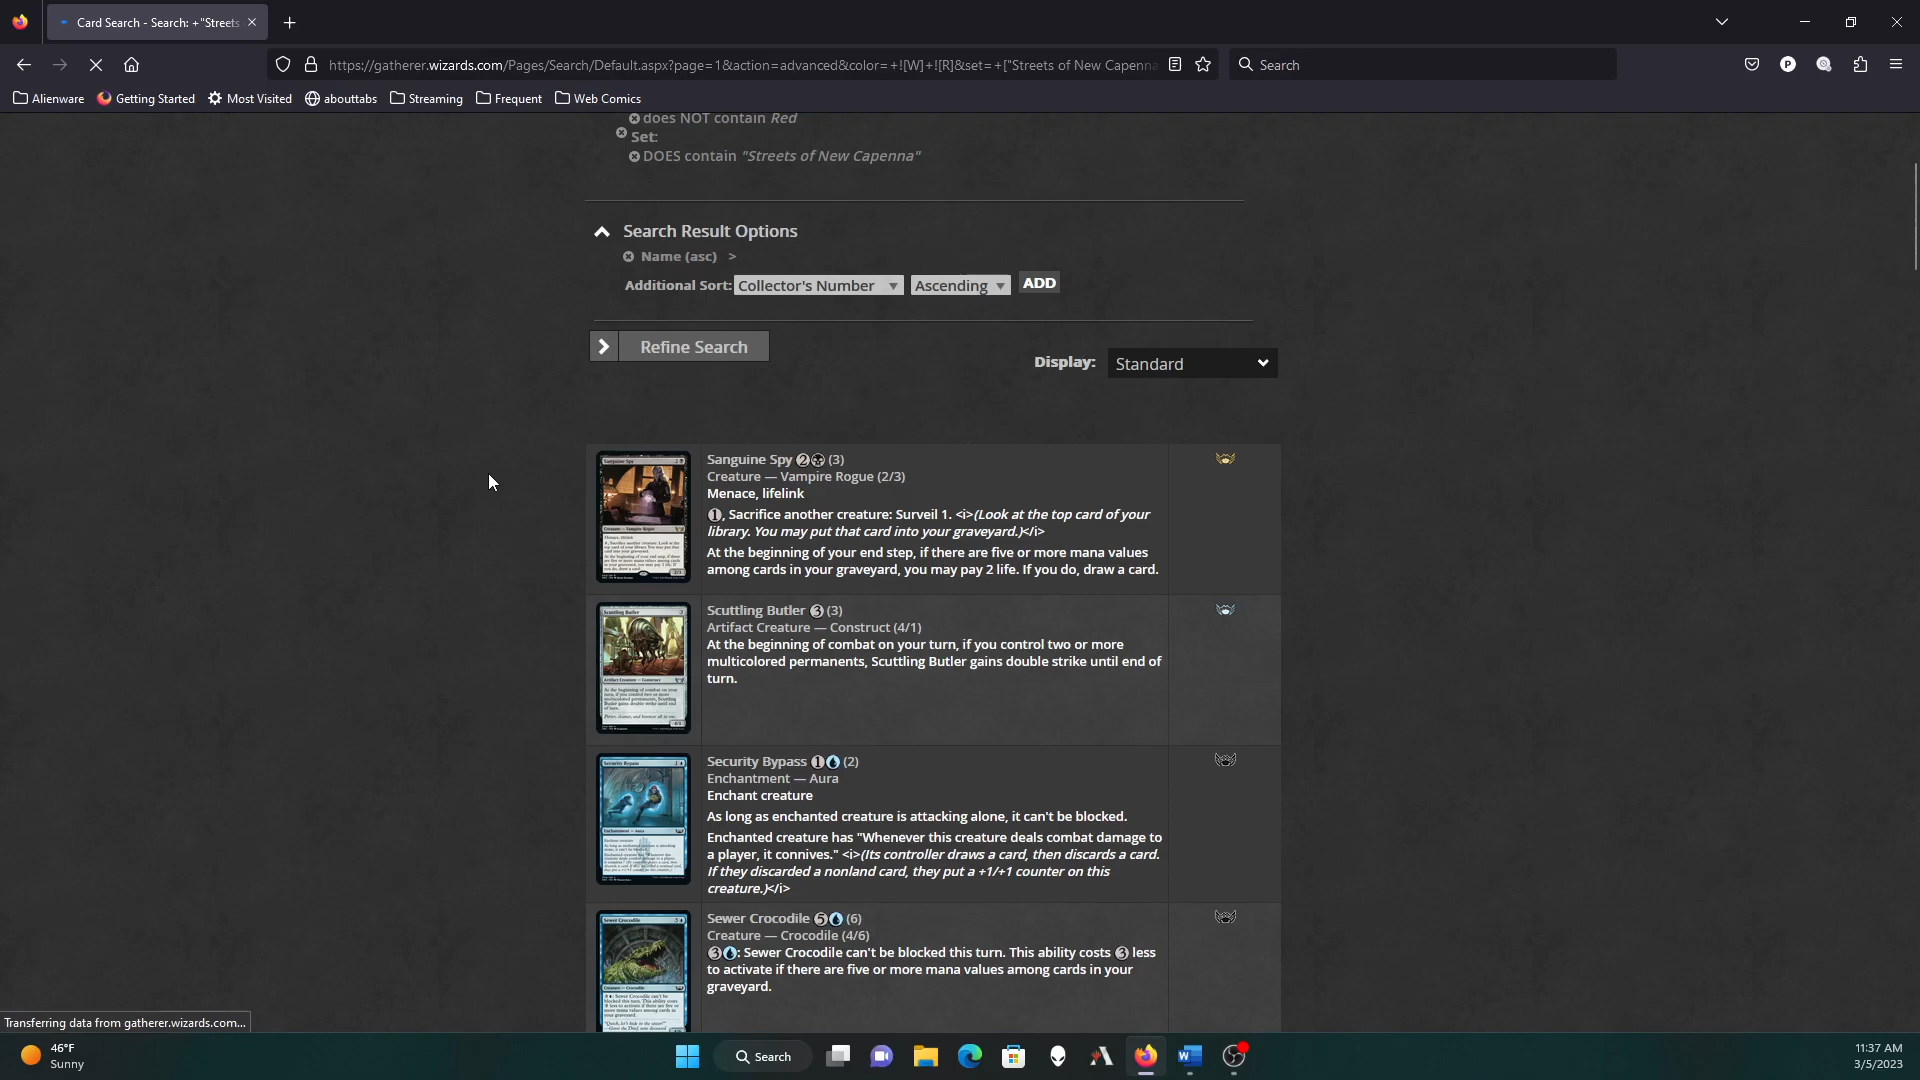 Card Search - Search: +"Streets
https://gatherer.wizards.com/Pages/Search/Default.aspx?page=1&action=advanced&color=+![W]+![R]&set=+["Streets of New Capenna
Search
Alienware
Getting Started
Most Visited
abouttabs
Streaming
Frequent
Web Comics
does NOT contain Red
Set:
DOES contain "Streets of New Capenna"
Search Result Options
Name (asc) >
Additional Sort: Collector's Number Ascending ADD
Refine Search
Display: Standard
Sanguine Spy 2 (3)
Creature — Vampire Rogue (2/3)
Menace, lifelink
1, Sacrifice another creature: Surveil 1. <i>(Look at the top card of your
library. You may put that card into your graveyard.)</i>
At the beginning of your end step, if there are five or more mana values
among cards in your graveyard, you may pay 2 life. If you do, draw a card.
Scuttling Butler 3 (3)
Artifact Creature — Construct (4/1)
At the beginning of combat on your turn, if you control two or more
multicolored permanents, Scuttling Butler gains double strike until end of
turn.
Security Bypass 1 (2)
Enchantment — Aura
Enchant creature
As long as enchanted creature is attacking alone, it can't be blocked.
Enchanted creature has "Whenever this creature deals combat damage to
a player, it connives." <i>(Its controller draws a card, then discards a card.
If they discarded a nonland card, they put a +1/+1 counter on this
creature.)</i>
Sewer Crocodile 5 (6)
Creature — Crocodile (4/6)
3: Sewer Crocodile can't be blocked this turn. This ability costs 3 less
to activate if there are five or more mana values among cards in your
graveyard.
Transferring data from gatherer.wizards.com...
46°F
Sunny
Search
11:37 AM
3/5/2023